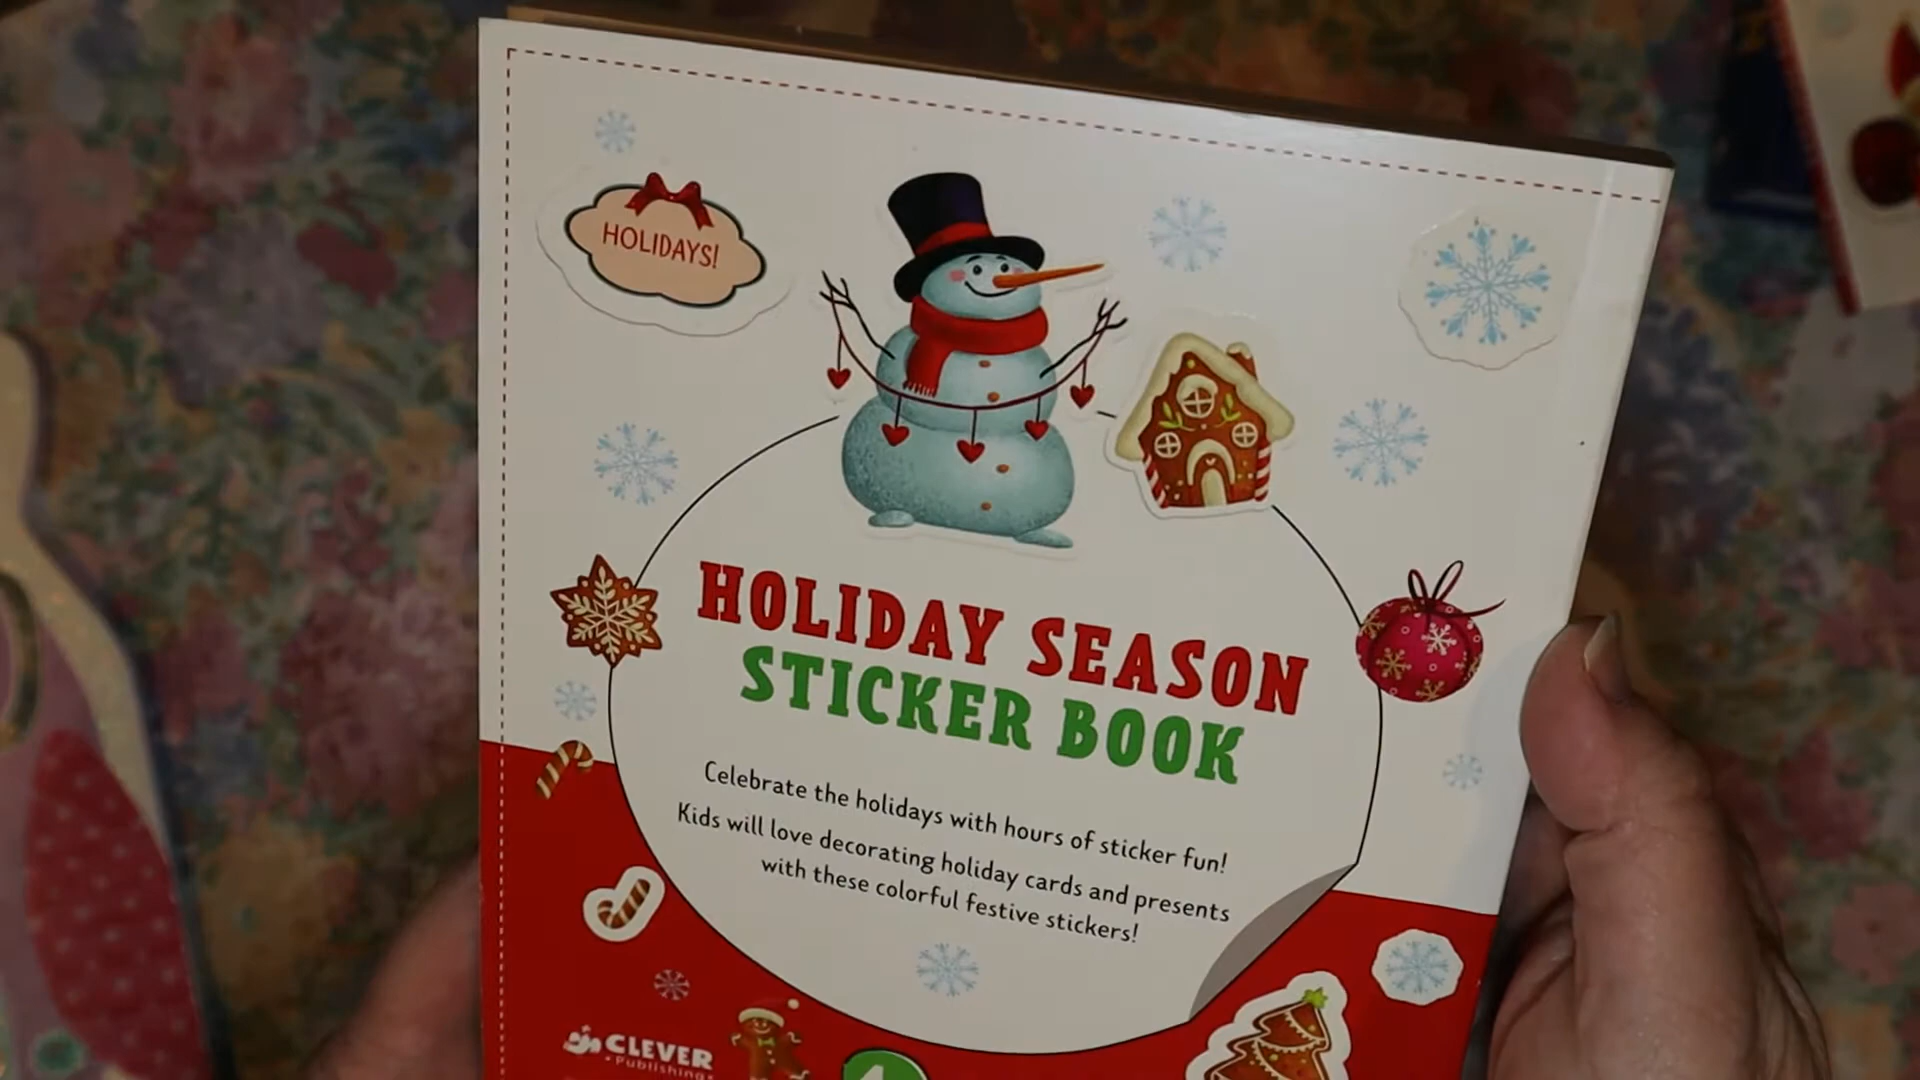 HOLIDAYS!
HOLIDAY SEASON
STICKER BOOK
Celebrate the holidays with hours of sticker fun!
Kids will love decorating holiday cards and presents
with these colorful festive stickers!
CLEVER
Publishing